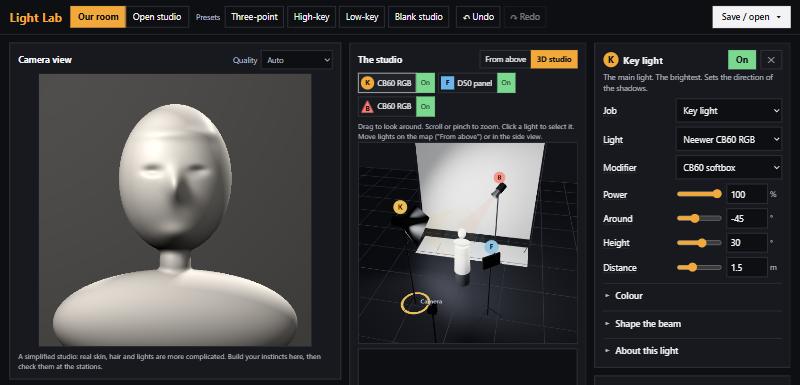 Light Lab
Our room
Open studio
Presets
Three-point
High-key
Low-key
Blank studio
Undo
Redo
Save / open
Camera view
Quality
Auto
A simplified studio: real skin, hair and lights are more complicated. Build your instincts here, then
check them at the stations.
The studio
From above
3D studio
K CB60 RGB On
F D50 panel On
B CB60 RGB On
Drag to look around. Scroll or pinch to zoom. Click a light to select it.
Move lights on the map ("From above") or in the side view.
B
K
F
Camera
K Key light On ×
The main light. The brightest. Sets the direction of
the shadows.
Job Key light
Light Neewer CB60 RGB
Modifier CB60 softbox
Power 100 %
Around -45 °
Height 30 °
Distance 1.5 m
Colour
Shape the beam
About this light